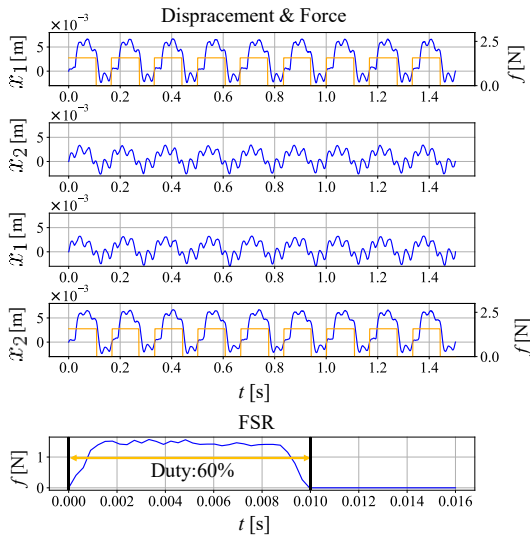 Dispracement & Force
×10⁻³
x₁ [m]
5
0
2.5
0.0
f [N]
0.0 0.2 0.4 0.6 0.8 1.0 1.2 1.4
×10⁻³
x₂ [m]
5
0
0.0 0.2 0.4 0.6 0.8 1.0 1.2 1.4
×10⁻³
x₁ [m]
5
0
0.0 0.2 0.4 0.6 0.8 1.0 1.2 1.4
×10⁻³
x₂ [m]
5
0
2.5
0.0
f [N]
0.0 0.2 0.4 0.6 0.8 1.0 1.2 1.4
t [s]
FSR
f [N]
1
0
Duty:60%
0.000 0.002 0.004 0.006 0.008 0.010 0.012 0.014 0.016
t [s]